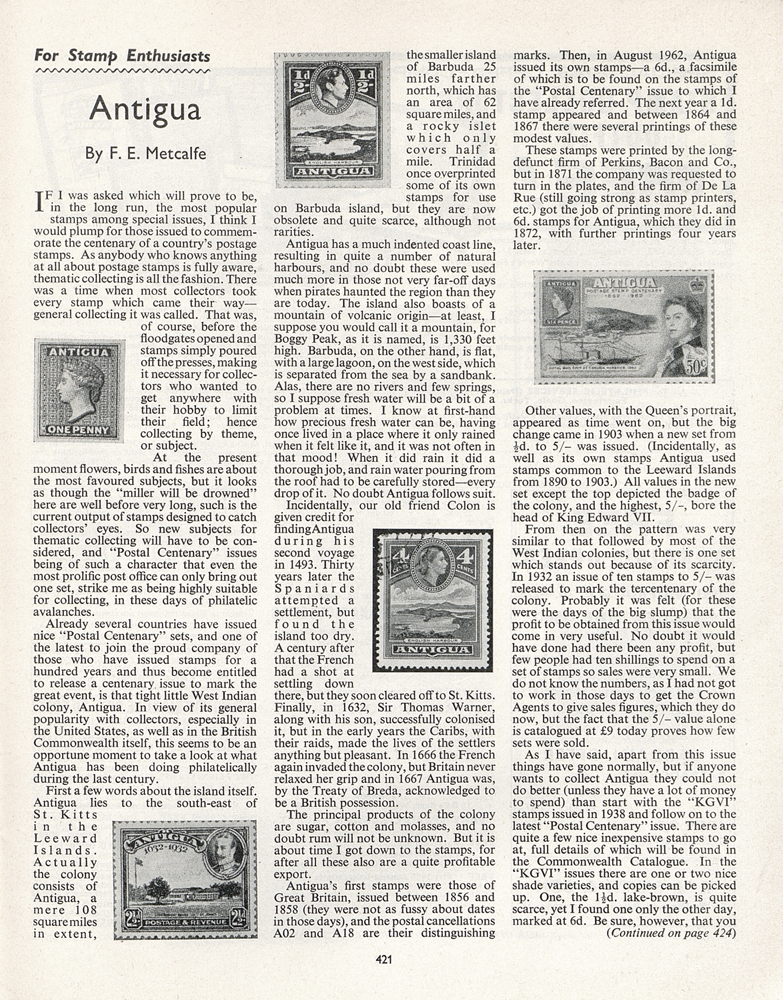 For Stamp Enthusiasts
Antigua
By F. E. Metcalfe
IF I was asked which will prove to be,
in the long run, the most popular
stamps among special issues, I think I
would plump for those issued to commem-
orate the centenary of a country's postage
stamps. As anybody who knows anything
at all about postage stamps is fully aware,
thematic collecting is all the fashion. There
was a time when most collectors took
every stamp which came their way—
general collecting it was called. That was,
of course, before the
floodgates opened and
stamps simply poured
off the presses, making
it necessary for collec-
tors who wanted to
get anywhere with
their hobby to limit
their field; hence
collecting by theme,
or subject.
ANTIGUA
ONE PENNY
At the present
moment flowers, birds and fishes are about
the most favoured subjects, but it looks
as though the "miller will be drowned"
here are well before very long, such is the
current output of stamps designed to catch
collectors' eyes. So new subjects for
thematic collecting will have to be con-
sidered, and "Postal Centenary" issues
being of such a character that even the
most prolific post office can only bring out
one set, strike me as being highly suitable
for collecting, in these days of philatelic
avalanches.
Already several countries have issued
nice "Postal Centenary" sets, and one of
the latest to join the proud company of
those who have issued stamps for a
hundred years and thus become entitled
to release a centenary issue to mark the
great event, is that tight little West Indian
colony, Antigua. In view of its general
popularity with collectors, especially in
the United States, as well as in the British
Commonwealth itself, this seems to be an
opportune moment to take a look at what
Antigua has been doing philatelically
during the last century.
First a few words about the island itself.
Antigua lies to the south-east of
St. Kitts
in the
Leeward
Islands.
Actually
the colony
consists of
Antigua, a
mere 108
square miles
in extent,
ANTIGUA
1632-1932
2½d 2½d
POSTAGE & REVENUE
½d ½d
ENGLISH HARBOUR
ANTIGUA
the smaller island
of Barbuda 25
miles farther
north, which has
an area of 62
square miles, and
a rocky islet
which only
covers half a
mile. Trinidad
once overprinted
some of its own
stamps for use
on Barbuda island, but they are now
obsolete and quite scarce, although not
rarities.
Antigua has a much indented coast line,
resulting in quite a number of natural
harbours, and no doubt these were used
much more in those not very far-off days
when pirates haunted the region than they
are today. The island also boasts of a
mountain of volcanic origin—at least, I
suppose you would call it a mountain, for
Boggy Peak, as it is named, is 1,330 feet
high. Barbuda, on the other hand, is flat,
with a large lagoon, on the west side, which
is separated from the sea by a sandbank.
Alas, there are no rivers and few springs,
so I suppose fresh water will be a bit of a
problem at times. I know at first-hand
how precious fresh water can be, having
once lived in a place where it only rained
when it felt like it, and it was not often in
that mood! When it did rain it did a
thorough job, and rain water pouring from
the roof had to be carefully stored—every
drop of it. No doubt Antigua follows suit.
Incidentally, our old friend Colon is
given credit for
finding Antigua
during his
second voyage
in 1493. Thirty
years later the
Spaniards
attempted a
settlement, but
found the
island too dry.
A century after
that the French
had a shot at
settling down
4 CENTS 4 CENTS
ENGLISH HARBOUR
ANTIGUA
there, but they soon cleared off to St. Kitts.
Finally, in 1632, Sir Thomas Warner,
along with his son, successfully colonised
it, but in the early years the Caribs, with
their raids, made the lives of the settlers
anything but pleasant. In 1666 the French
again invaded the colony, but Britain never
relaxed her grip and in 1667 Antigua was,
by the Treaty of Breda, acknowledged to
be a British possession.
The principal products of the colony
are sugar, cotton and molasses, and no
doubt rum will not be unknown. But it is
about time I got down to the stamps, for
after all these also are a quite profitable
export.
Antigua's first stamps were those of
Great Britain, issued between 1856 and
1858 (they were not as fussy about dates
in those days), and the postal cancellations
A02 and A18 are their distinguishing
marks. Then, in August 1962, Antigua
issued its own stamps—a 6d., a facsimile
of which is to be found on the stamps of
the "Postal Centenary" issue to which I
have already referred. The next year a 1d.
stamp appeared and between 1864 and
1867 there were several printings of these
modest values.
These stamps were printed by the long-
defunct firm of Perkins, Bacon and Co.,
but in 1871 the company was requested to
turn in the plates, and the firm of De La
Rue (still going strong as stamp printers,
etc.) got the job of printing more 1d. and
6d. stamps for Antigua, which they did in
1872, with further printings four years
later.
ANTIGUA
SIX PENCE
ANTIGUA
POSTAGE STAMP CENTENARY
1862 1962
50c
Other values, with the Queen's portrait,
appeared as time went on, but the big
change came in 1903 when a new set from
½d. to 5/– was issued. (Incidentally, as
well as its own stamps Antigua used
stamps common to the Leeward Islands
from 1890 to 1903.) All values in the new
set except the top depicted the badge of
the colony, and the highest, 5/–, bore the
head of King Edward VII.
From then on the pattern was very
similar to that followed by most of the
West Indian colonies, but there is one set
which stands out because of its scarcity.
In 1932 an issue of ten stamps to 5/– was
released to mark the tercentenary of the
colony. Probably it was felt (for these
were the days of the big slump) that the
profit to be obtained from this issue would
come in very useful. No doubt it would
have done had there been any profit, but
few people had ten shillings to spend on a
set of stamps so sales were very small. We
do not know the numbers, as I had not got
to work in those days to get the Crown
Agents to give sales figures, which they do
now, but the fact that the 5/– value alone
is catalogued at £9 today proves how few
sets were sold.
As I have said, apart from this issue
things have gone normally, but if anyone
wants to collect Antigua they could not
do better (unless they have a lot of money
to spend) than start with the "KGVI"
stamps issued in 1938 and follow on to the
latest "Postal Centenary" issue. There are
quite a few nice inexpensive stamps to go
at, full details of which will be found in
the Commonwealth Catalogue. In the
"KGVI" issues there are one or two nice
shade varieties, and copies can be picked
up. One, the 1½d. lake-brown, is quite
scarce, yet I found one only the other day,
marked at 6d. Be sure, however, that you
(Continued on page 424)
421